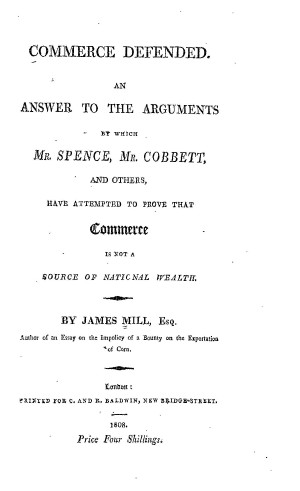 COMMERCE DEFENDED.
AN
ANSWER TO THE ARGUMENTS
BY WHICH
MR. SPENCE, MR. COBBETT,
AND OTHERS,
HAVE ATTEMPTED TO PROVE THAT
Commerce
IS NOT A
SOURCE OF NATIONAL WEALTH.
BY JAMES MILL, ESQ.
Author of an Essay on the Impolicy of a Bounty on the Exportation
of Corn.
London:
PRINTED FOR C. AND R. BALDWIN, NEW BRIDGE-STREET.
1808.
Price Four Shillings.